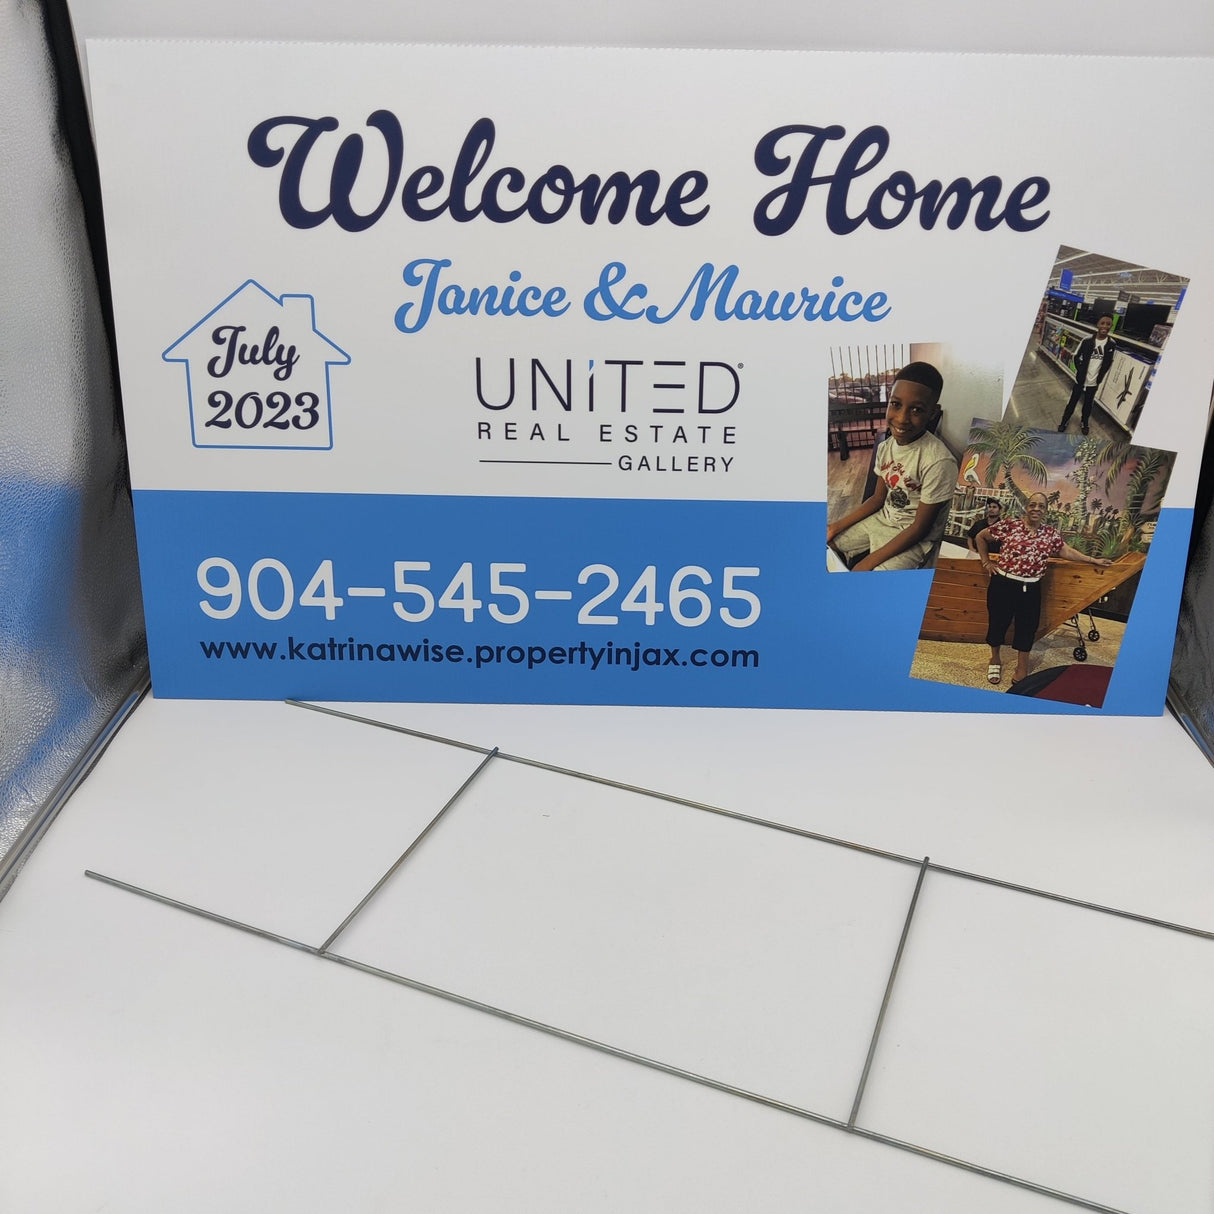 Welcome Home
Janice & Maurice
July
2023
UNITED®
REAL ESTATE
GALLERY
904-545-2465
www.katrinawise.propertyinjax.com